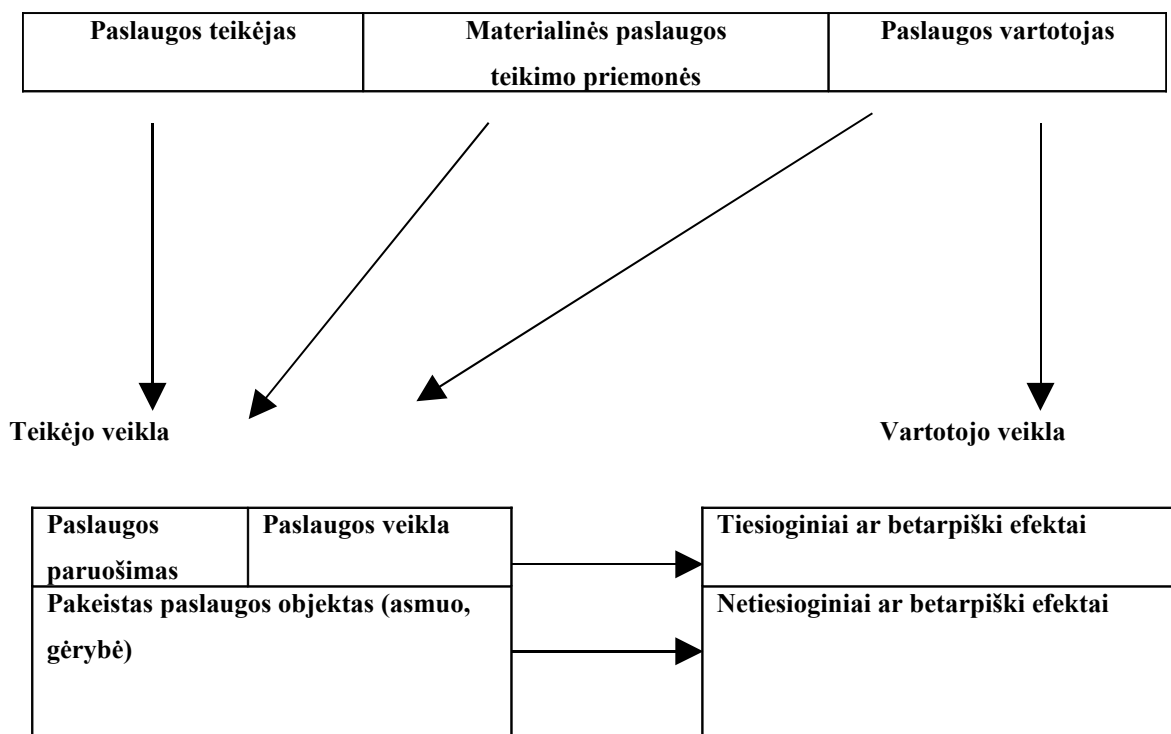 Paslaugos teikėjas
Materialinės paslaugos
teikimo priemonės
Paslaugos vartotojas
Teikėjo veikla
Vartotojo veikla
Paslaugos
paruošimas
Paslaugos veikla
Pakeistas paslaugos objektas (asmuo,
gėrybė)
Tiesioginiai ar betarpiški efektai
Netiesioginiai ar betarpiški efektai